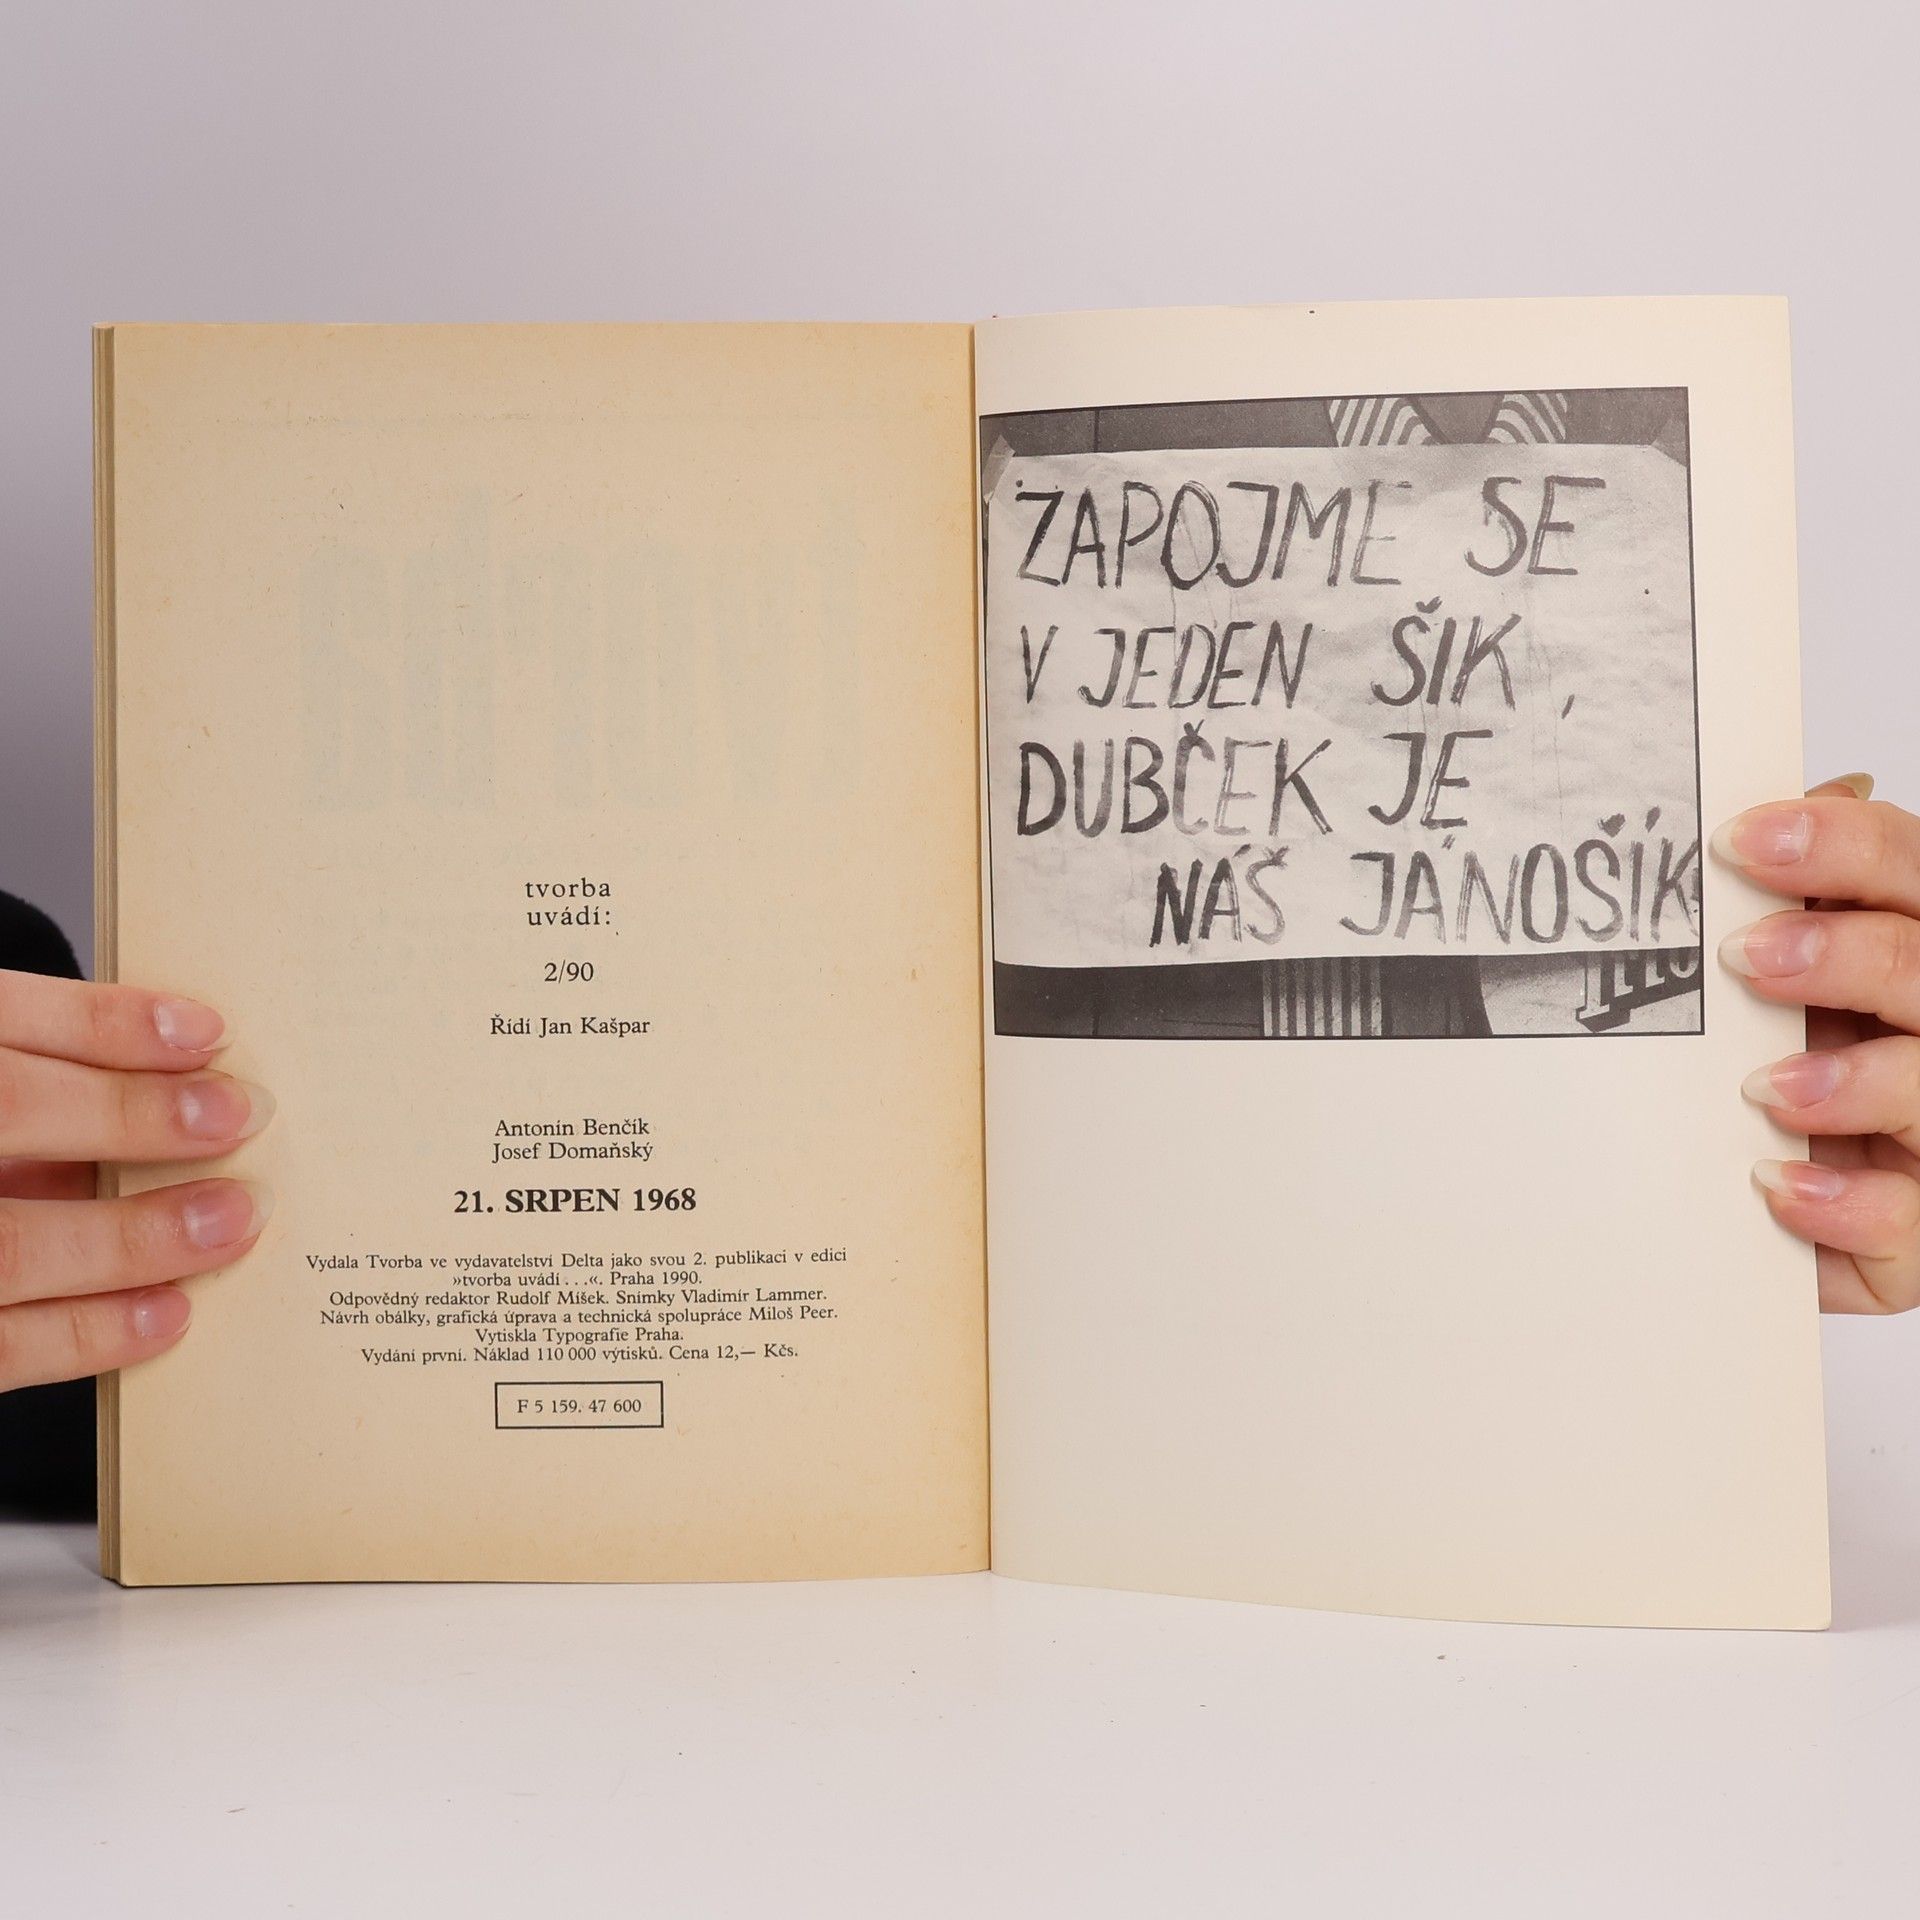 tvorba
uvádí:
2/90
Řídí Jan Kašpar
Antonín Benčík
Josef Domaňský
21. SRPEN 1968
Vydala Tvorba ve vydavatelství Delta jako svou 2. publikaci v edici
»tvorba uvádí...«. Praha 1990.
Odpovědný redaktor Rudolf Míšek. Snímky Vladimír Lammer.
Návrh obálky, grafická úprava a technická spolupráce Miloš Peer.
Vytiskla Typografie Praha.
Vydání první. Náklad 110 000 výtisků. Cena 12,— Kčs.
F 5 159. 47 600
ZAPOJME SE
V JEDEN ŠIK,
DUBČEK JE
NÁŠ JÁNOŠÍK